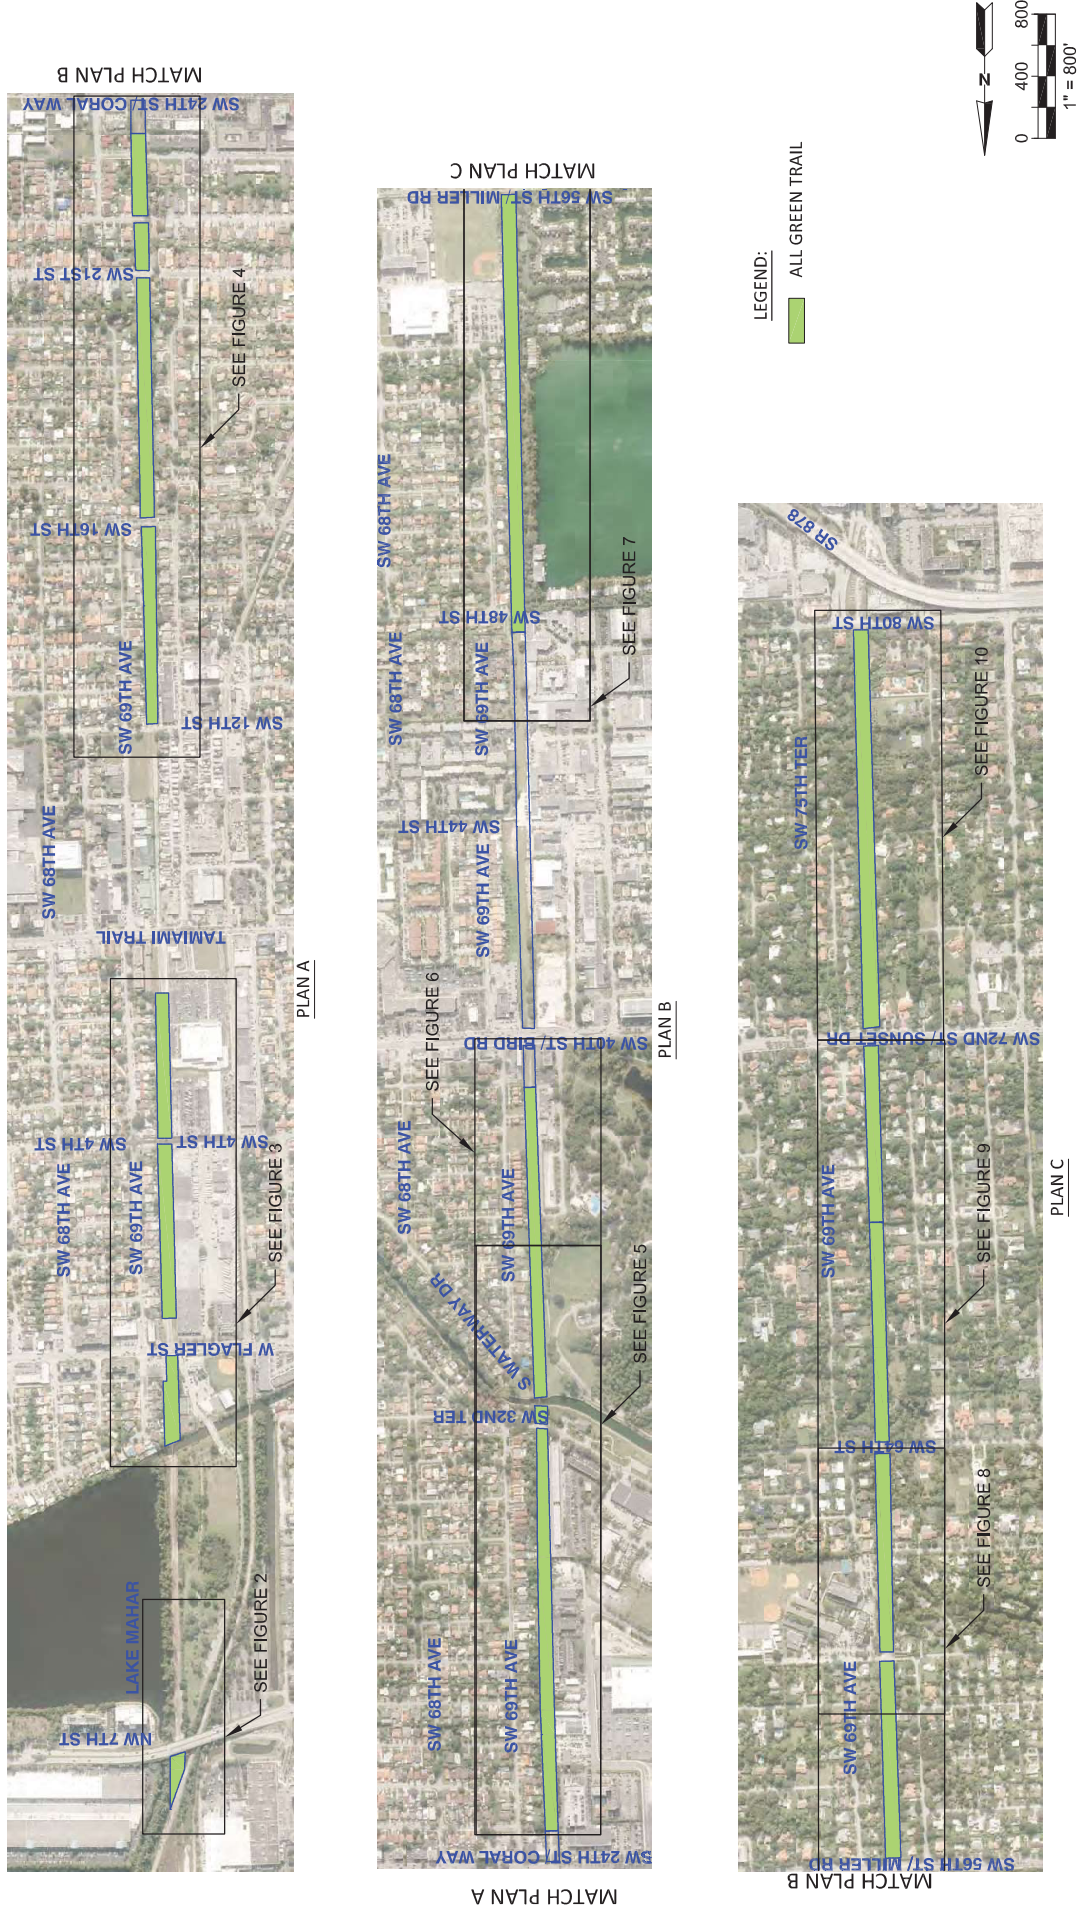 MATCH PLAN B
SW 24TH ST/ CORAL WAY
SW 21ST ST
SEE FIGURE 4
SW 16TH ST
SW 69TH AVE
SW 12TH ST
SW 68TH AVE
TAMIAMI TRAIL
SW 4TH ST
SW 4TH ST
SW 68TH AVE
SW 69TH AVE
SEE FIGURE 3
W FLAGLER ST
LAKE MAHAR
SEE FIGURE 2
NW 7TH ST
PLAN A
MATCH PLAN C
SW 56TH ST/ MILLER RD
SW 68TH AVE
SEE FIGURE 7
SW 48TH ST
SW 68TH AVE
SW 69TH AVE
SW 44TH ST
SW 69TH AVE
SEE FIGURE 6
SW 40TH ST/ BIRD RD
SW 68TH AVE
SW 69TH AVE
S WATERWAY DR
SEE FIGURE 5
SW 32ND TER
SW 68TH AVE
SW 69TH AVE
SW 24TH ST/ CORAL WAY
MATCH PLAN A
PLAN B
SR 878
SW 80TH ST
SEE FIGURE 10
SW 75TH TER
SW 72ND ST/ SUNSET DR
SW 69TH AVE
SEE FIGURE 9
SW 64TH ST
SEE FIGURE 8
SW 69TH AVE
SW 56TH ST/ MILLER RD
MATCH PLAN B
PLAN C
LEGEND:
ALL GREEN TRAIL
N
0 400 800
1" = 800'